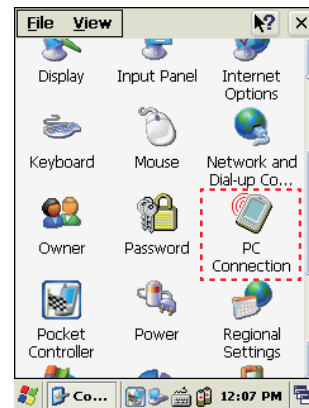 File View ?
Display Input Panel Internet
Options
Keyboard Mouse Network and
Dial-up Co...
Owner Password PC
Connection
Pocket Power Regional
Controller Settings
Co... 12:07 PM